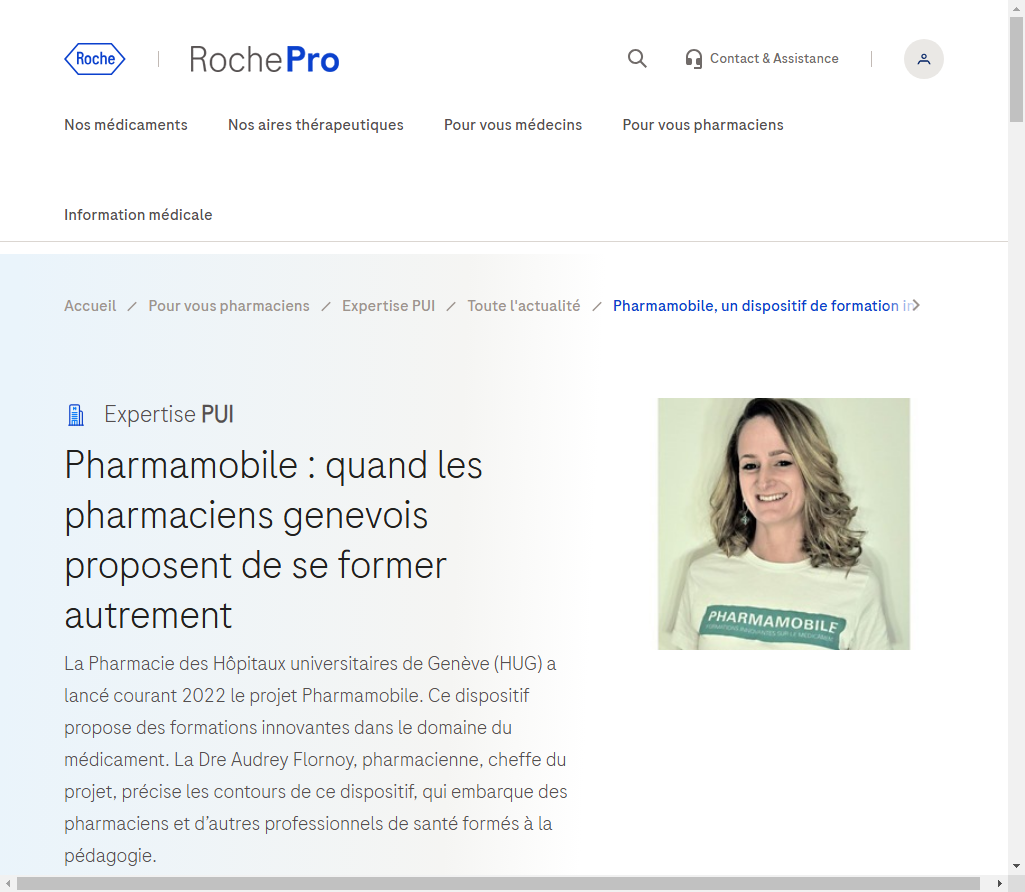 Roche
RochePro
Contact & Assistance
Nos médicaments
Nos aires thérapeutiques
Pour vous médecins
Pour vous pharmaciens
Information médicale
Accueil / Pour vous pharmaciens / Expertise PUI / Toute l'actualité / Pharmamobile, un dispositif de formation
Expertise PUI
Pharmamobile : quand les
pharmaciens genevois
proposent de se former
autrement
PHARMAMOBILE
FORMATIONS INNOVANTES SUR LE MÉDICAMENT
La Pharmacie des Hôpitaux universitaires de Genève (HUG) a
lancé courant 2022 le projet Pharmamobile. Ce dispositif
propose des formations innovantes dans le domaine du
médicament. La Dre Audrey Flornoy, pharmacienne, cheffe du
projet, précise les contours de ce dispositif, qui embarque des
pharmaciens et d’autres professionnels de santé formés à la
pédagogie.